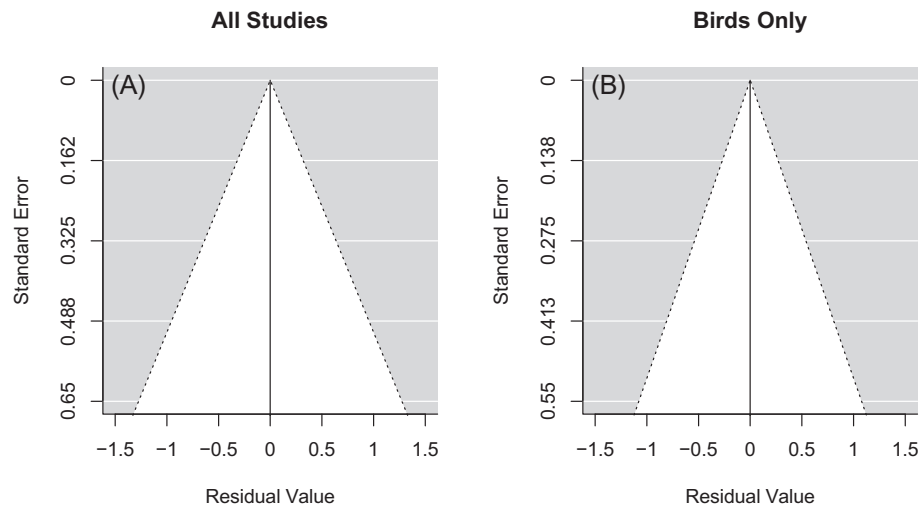 All Studies
(A)
Standard Error
0
0.162
0.325
0.488
0.65
−1.5 −1 −0.5 0 0.5 1 1.5
Residual Value
Birds Only
(B)
Standard Error
0
0.138
0.275
0.413
0.55
−1.5 −1 −0.5 0 0.5 1 1.5
Residual Value